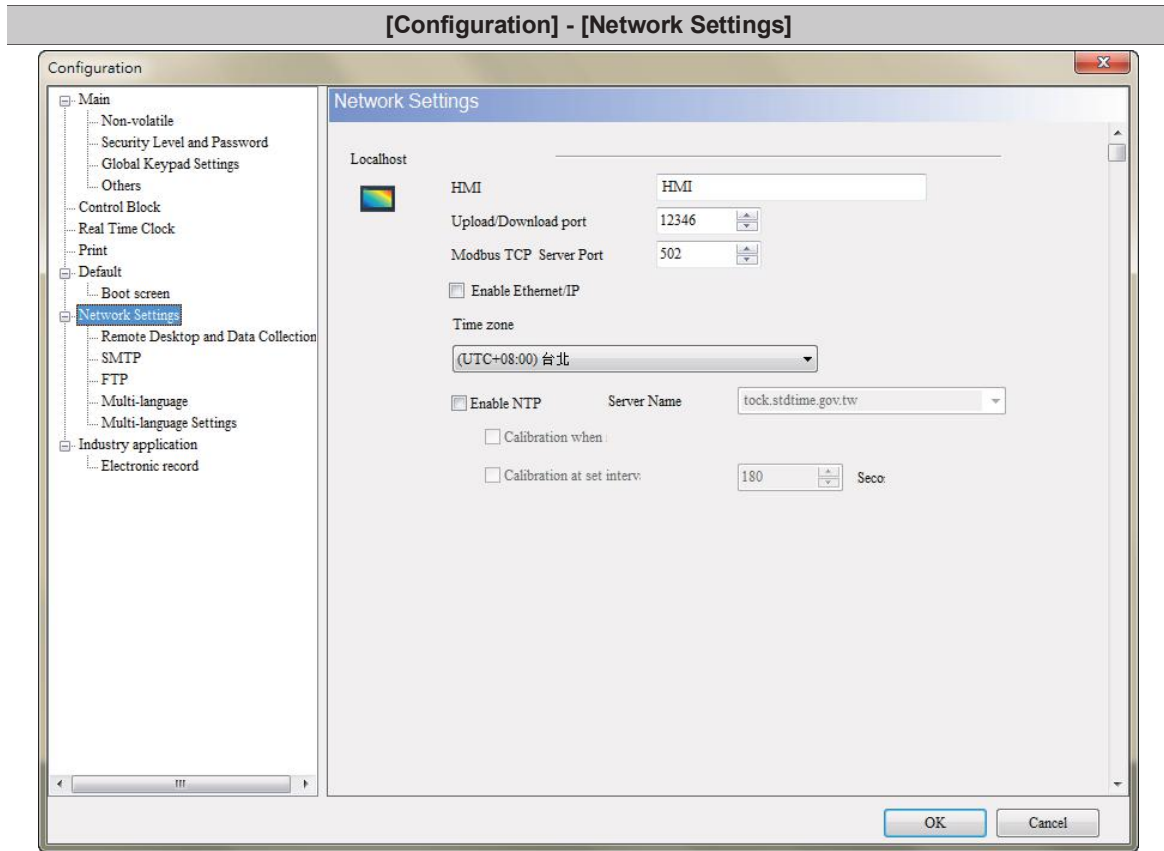 [Configuration] - [Network Settings]
Configuration
Main
Non-volatile
Security Level and Password
Global Keypad Settings
Others
Control Block
Real Time Clock
Print
Default
Boot screen
Network Settings
Remote Desktop and Data Collection
SMTP
FTP
Multi-language
Multi-language Settings
Industry application
Electronic record
Network Settings
Localhost
HMI HMI
Upload/Download port 12346
Modbus TCP Server Port 502
Enable Ethernet/IP
Time zone
(UTC+08:00) 台北
Enable NTP Server Name tock.stdtime.gov.tw
Calibration when
Calibration at set interv 180 Seco
OK Cancel